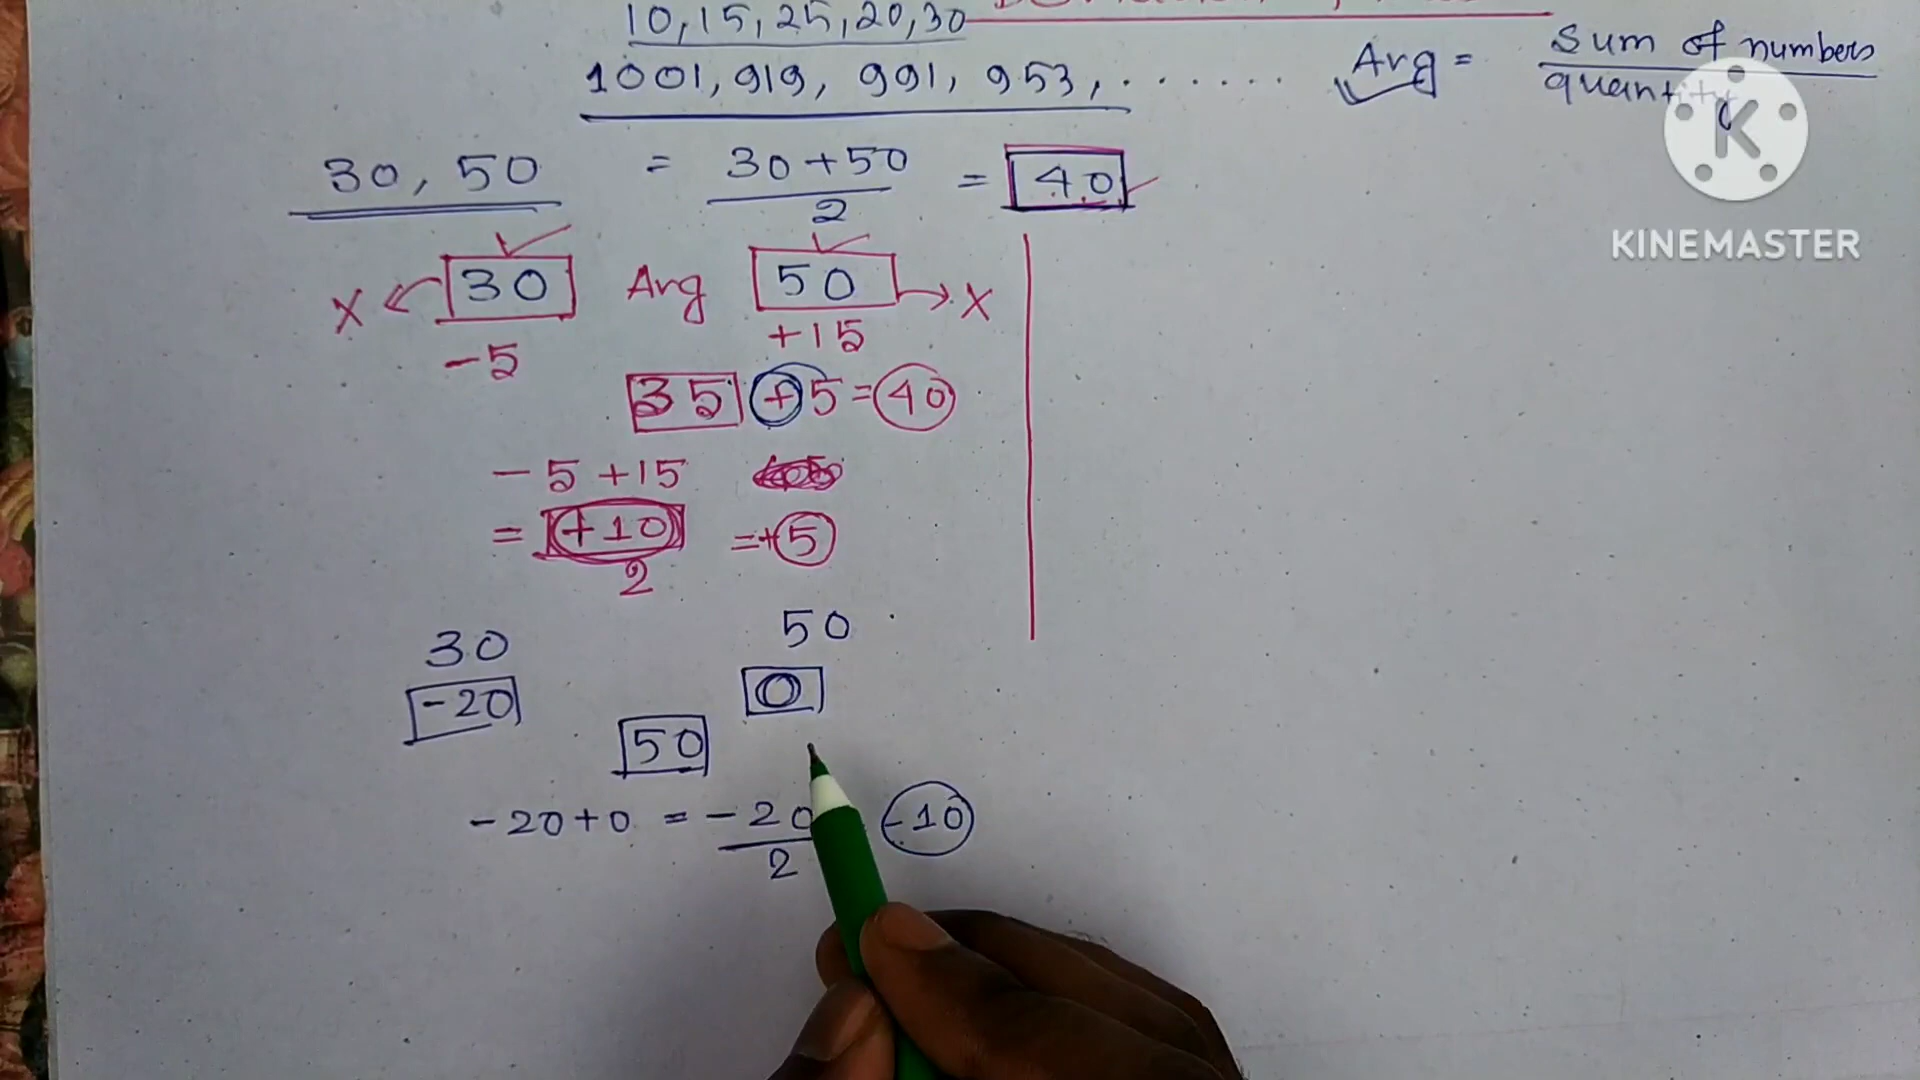 10, 15, 25, 20, 30
1001, 919, 991, 953, .......
Avg = Sum of numbers / quantity
30, 50 = 30+50 / 2 = 40
x 30 Avg 50 x
-5 +15
35 + 5 = 40
-5 +15
= +10 / 2 = +5
30 50
-20 0
50
-20+0 = -20 / 2 -10
K
KINEMASTER